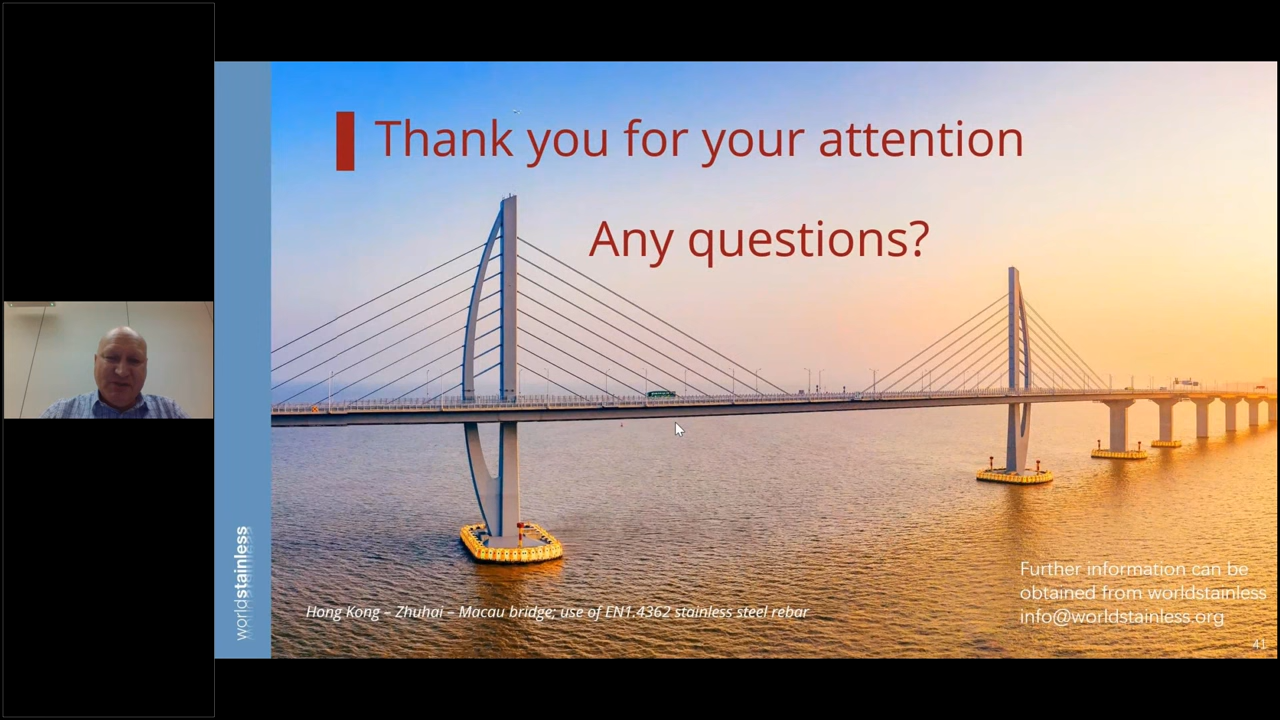 Thank you for your attention
Any questions?
worldstainless
Hong Kong – Zhuhai – Macau bridge; use of EN1.4362 stainless steel rebar
Further information can be
obtained from worldstainless
info@worldstainless.org
41